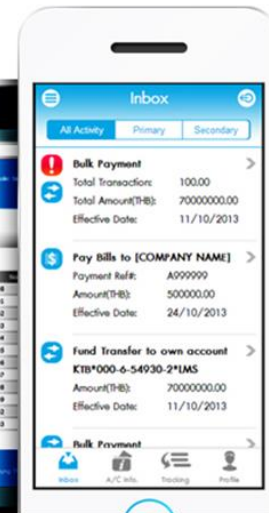 Inbox
All Activity Primary Secondary
Bulk Payment
Total Transaction: 100.00
Total Amount(THB): 70000000.00
Effective Date: 11/10/2013
Pay Bills to [COMPANY NAME]
Payment Ref#: A999999
Amount(THB): 500000.00
Effective Date: 24/10/2013
Fund Transfer to own account
KTB*000-6-54930-2*LMS
Amount(THB): 70000000.00
Effective Date: 11/10/2013
Bulk Payment
Inbox A/C Info. Tracking Profile